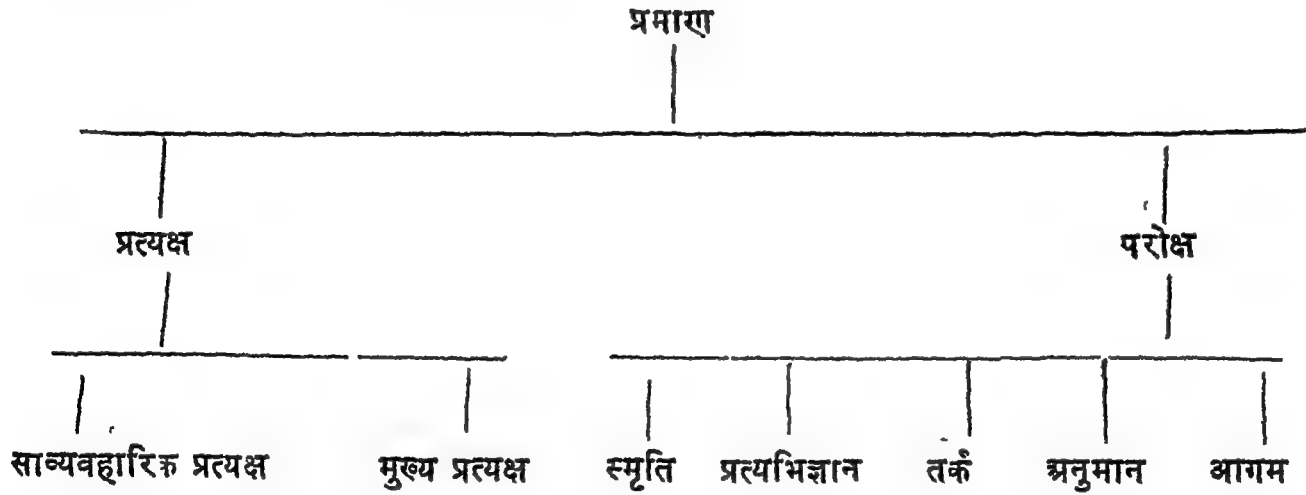 प्रमाण
प्रत्यक्ष परोक्ष
साव्यवहारिक प्रत्यक्ष मुख्य प्रत्यक्ष स्मृति प्रत्यभिज्ञान तर्क अनुमान आगम